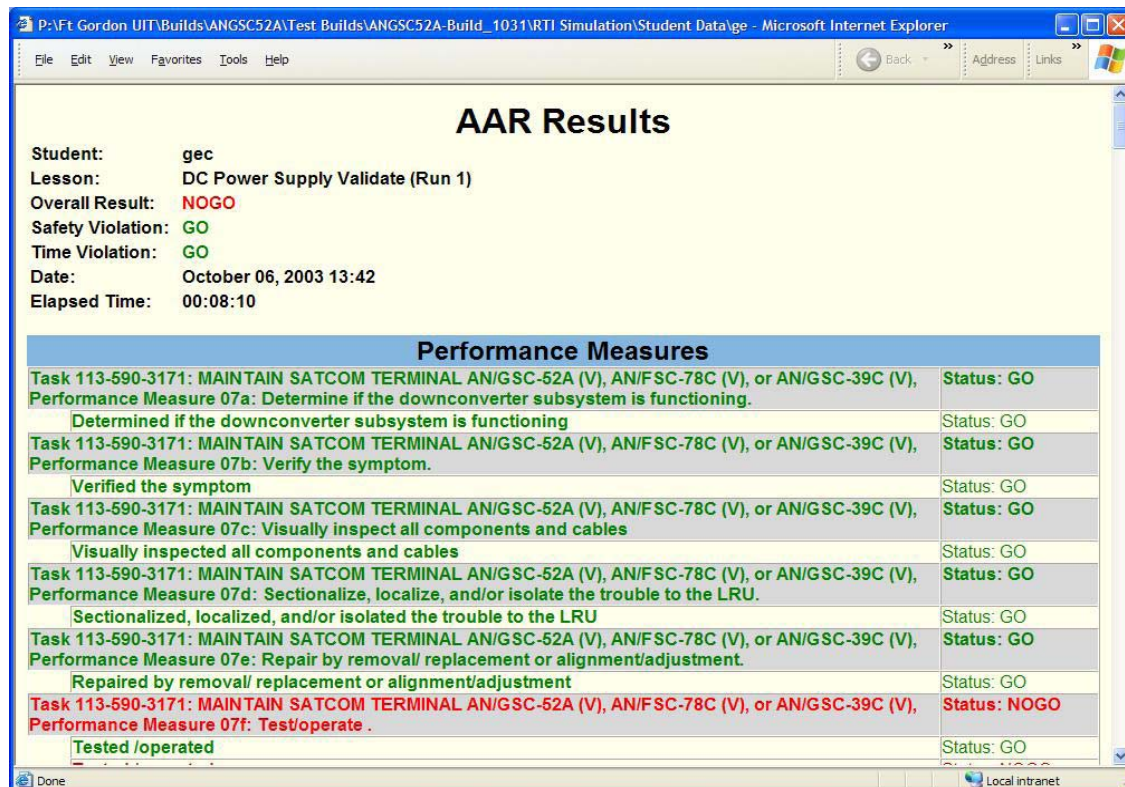 P:\Ft Gordon UIT\Builds\ANGSC52A\Test Builds\ANGSC52A-Build_1031\RTI Simulation\Student Data\ge - Microsoft Internet Explorer
File Edit View Favorites Tools Help Back » Address Links »
AAR Results
Student: gec
Lesson: DC Power Supply Validate (Run 1)
Overall Result: NOGO
Safety Violation: GO
Time Violation: GO
Date: October 06, 2003 13:42
Elapsed Time: 00:08:10
Performance Measures
Task 113-590-3171: MAINTAIN SATCOM TERMINAL AN/GSC-52A (V), AN/FSC-78C (V), or AN/GSC-39C (V), Status: GO
Performance Measure 07a: Determine if the downconverter subsystem is functioning.
Determined if the downconverter subsystem is functioning Status: GO
Task 113-590-3171: MAINTAIN SATCOM TERMINAL AN/GSC-52A (V), AN/FSC-78C (V), or AN/GSC-39C (V), Status: GO
Performance Measure 07b: Verify the symptom.
Verified the symptom Status: GO
Task 113-590-3171: MAINTAIN SATCOM TERMINAL AN/GSC-52A (V), AN/FSC-78C (V), or AN/GSC-39C (V), Status: GO
Performance Measure 07c: Visually inspect all components and cables
Visually inspected all components and cables Status: GO
Task 113-590-3171: MAINTAIN SATCOM TERMINAL AN/GSC-52A (V), AN/FSC-78C (V), or AN/GSC-39C (V), Status: GO
Performance Measure 07d: Sectionalize, localize, and/or isolate the trouble to the LRU.
Sectionalized, localized, and/or isolated the trouble to the LRU Status: GO
Task 113-590-3171: MAINTAIN SATCOM TERMINAL AN/GSC-52A (V), AN/FSC-78C (V), or AN/GSC-39C (V), Status: GO
Performance Measure 07e: Repair by removal/ replacement or alignment/adjustment.
Repaired by removal/ replacement or alignment/adjustment Status: GO
Task 113-590-3171: MAINTAIN SATCOM TERMINAL AN/GSC-52A (V), AN/FSC-78C (V), or AN/GSC-39C (V), Status: NOGO
Performance Measure 07f: Test/operate .
Tested /operated Status: GO
Done Local intranet